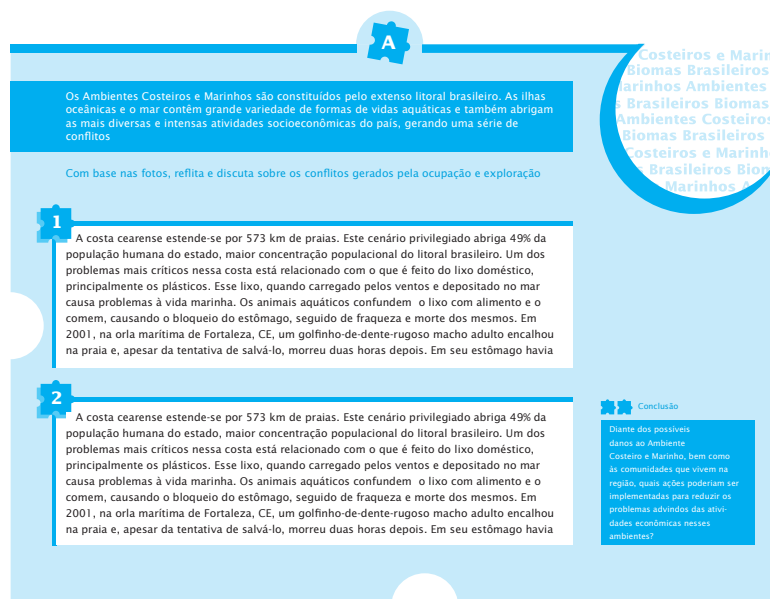 A
Costeiros e Marin
Biomas Brasileiros
arinhos Ambientes
s Brasileiros Biomas
Ambientes Costeiros
Biomas Brasileiros
Costeiros e Marinh
Brasileiros Biom
Marinhos A
Os Ambientes Costeiros e Marinhos são constituídos pelo extenso litoral brasileiro. As ilhas
oceânicas e o mar contêm grande variedade de formas de vidas aquáticas e também abrigam
as mais diversas e intensas atividades socioeconômicas do país, gerando uma série de
conflitos
Com base nas fotos, reflita e discuta sobre os conflitos gerados pela ocupação e exploração
1
A costa cearense estende-se por 573 km de praias. Este cenário privilegiado abriga 49% da
população humana do estado, maior concentração populacional do litoral brasileiro. Um dos
problemas mais críticos nessa costa está relacionado com o que é feito do lixo doméstico,
principalmente os plásticos. Esse lixo, quando carregado pelos ventos e depositado no mar
causa problemas à vida marinha. Os animais aquáticos confundem o lixo com alimento e o
comem, causando o bloqueio do estômago, seguido de fraqueza e morte dos mesmos. Em
2001, na orla marítima de Fortaleza, CE, um golfinho-de-dente-rugoso macho adulto encalhou
na praia e, apesar da tentativa de salvá-lo, morreu duas horas depois. Em seu estômago havia
2
A costa cearense estende-se por 573 km de praias. Este cenário privilegiado abriga 49% da
população humana do estado, maior concentração populacional do litoral brasileiro. Um dos
problemas mais críticos nessa costa está relacionado com o que é feito do lixo doméstico,
principalmente os plásticos. Esse lixo, quando carregado pelos ventos e depositado no mar
causa problemas à vida marinha. Os animais aquáticos confundem o lixo com alimento e o
comem, causando o bloqueio do estômago, seguido de fraqueza e morte dos mesmos. Em
2001, na orla marítima de Fortaleza, CE, um golfinho-de-dente-rugoso macho adulto encalhou
na praia e, apesar da tentativa de salvá-lo, morreu duas horas depois. Em seu estômago havia
Conclusão
Diante dos possíveis
danos ao Ambiente
Costeiro e Marinho, bem como
às comunidades que vivem na
região, quais ações poderiam ser
implementadas para reduzir os
problemas advindos das ativi-
dades econômicas nesses
ambientes?